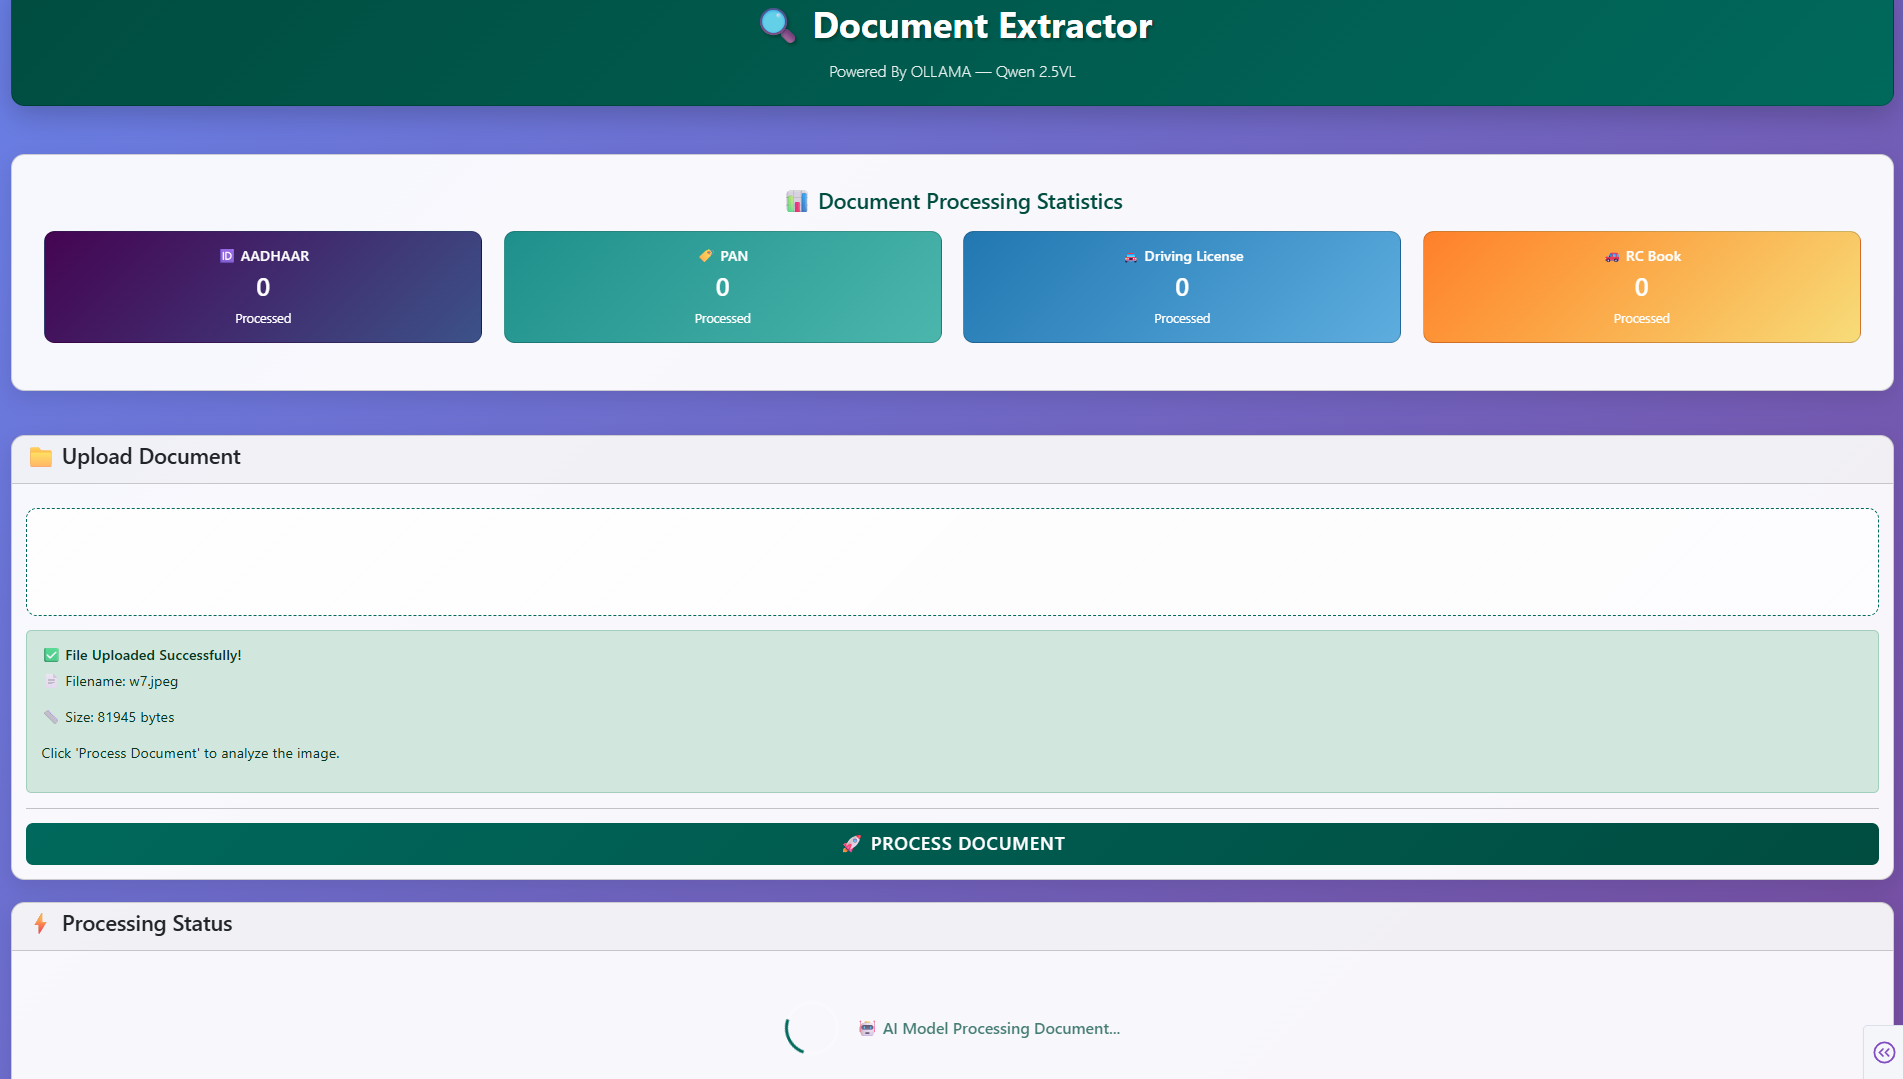 Document Extractor
Powered By OLLAMA — Qwen 2.5VL
Document Processing Statistics
AADHAAR
0
Processed
PAN
0
Processed
Driving License
0
Processed
RC Book
0
Processed
Upload Document
File Uploaded Successfully!
Filename: w7.jpeg
Size: 81945 bytes
Click 'Process Document' to analyze the image.
PROCESS DOCUMENT
Processing Status
AI Model Processing Document...